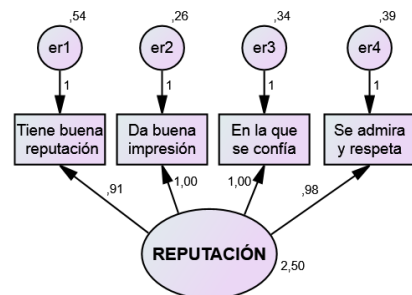 ,54
,26
,34
,39
er1
er2
er3
er4
1
1
1
1
Tiene buena
reputación
Da buena
impresión
En la que
se confía
Se admira
y respeta
,91
1,00
1,00
,98
REPUTACIÓN
2,50